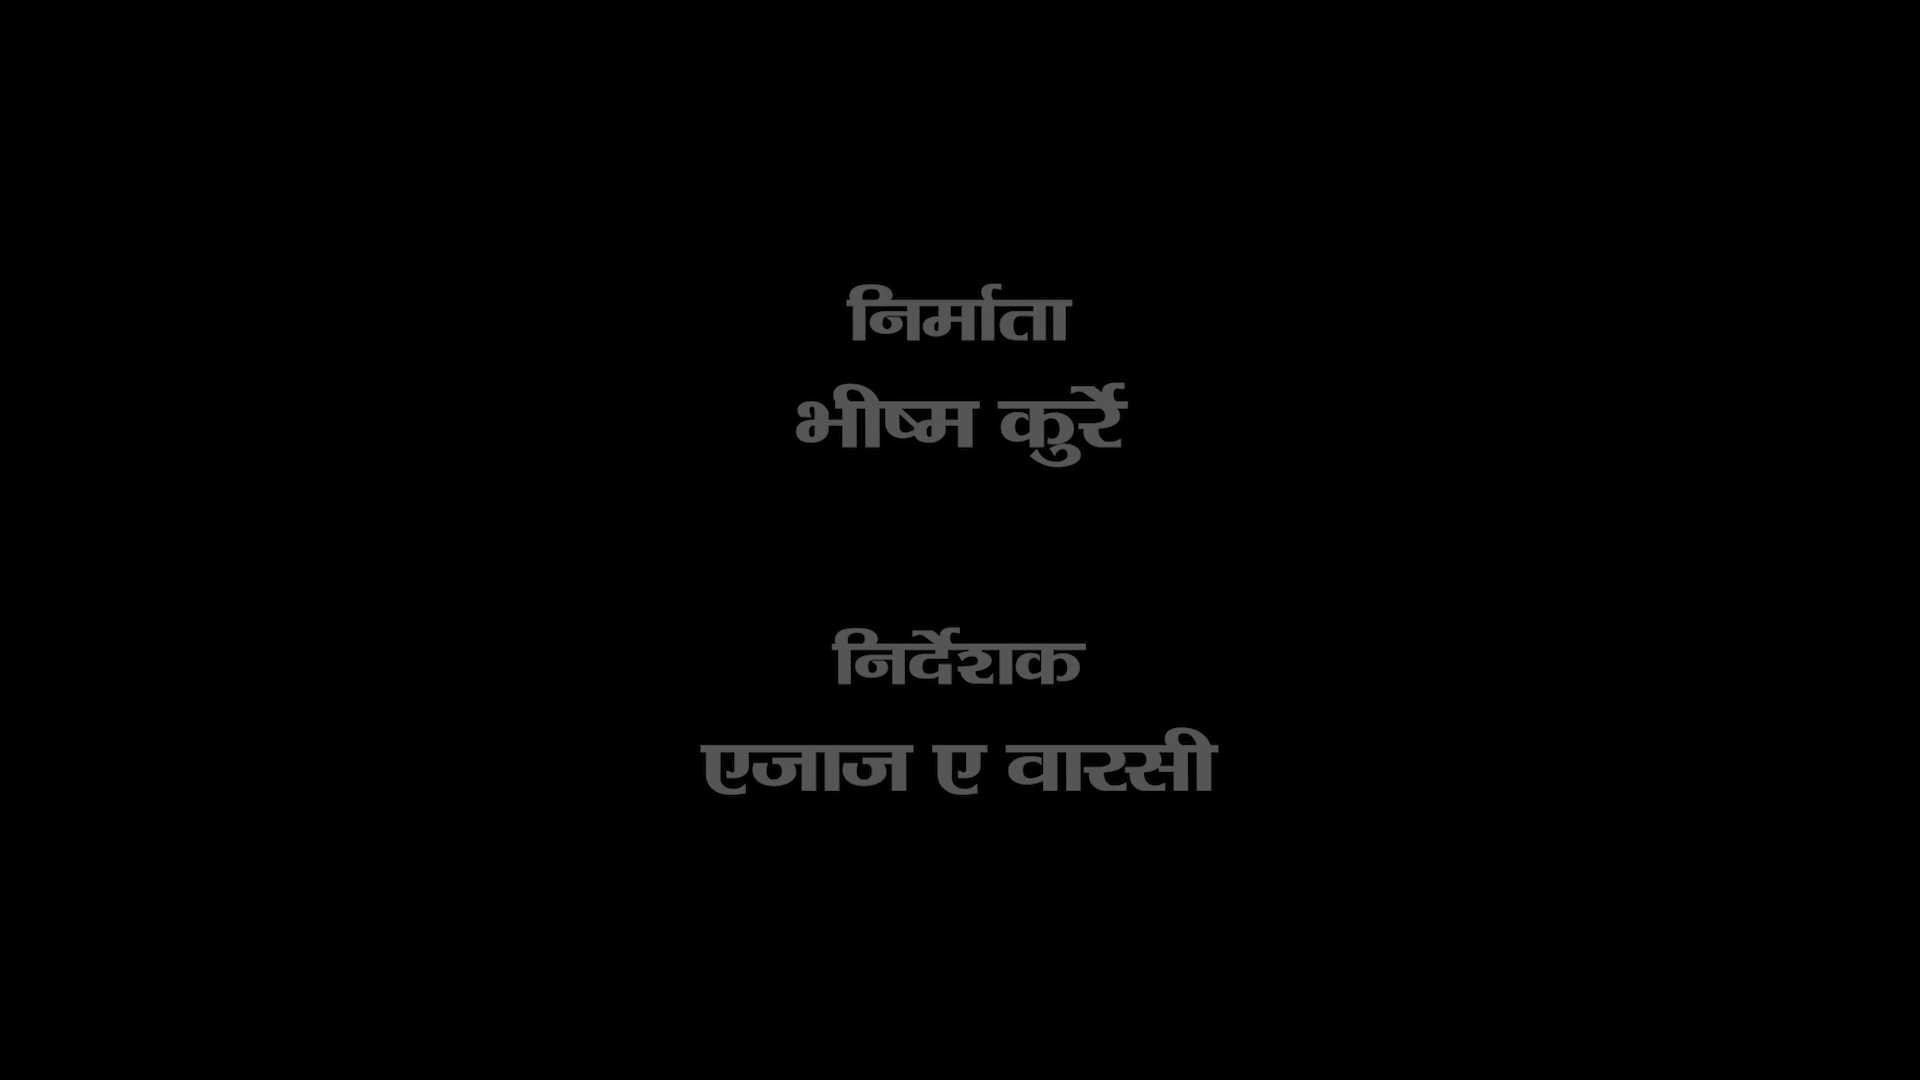 निर्माता
भीष्म कुर्रे
निर्देशक
एजाज ए वारसी